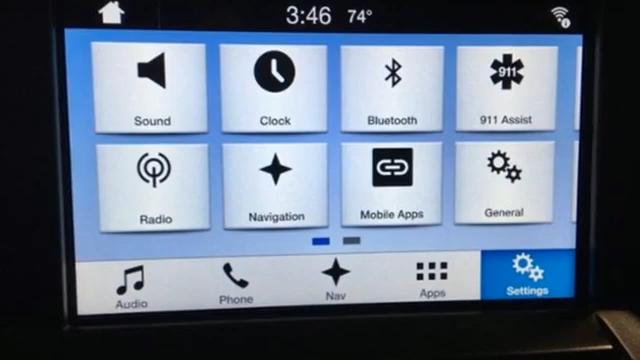 3:46 74°
Sound Clock Bluetooth 911 911 Assist
Radio Navigation Mobile Apps General
Audio Phone Nav Apps Settings